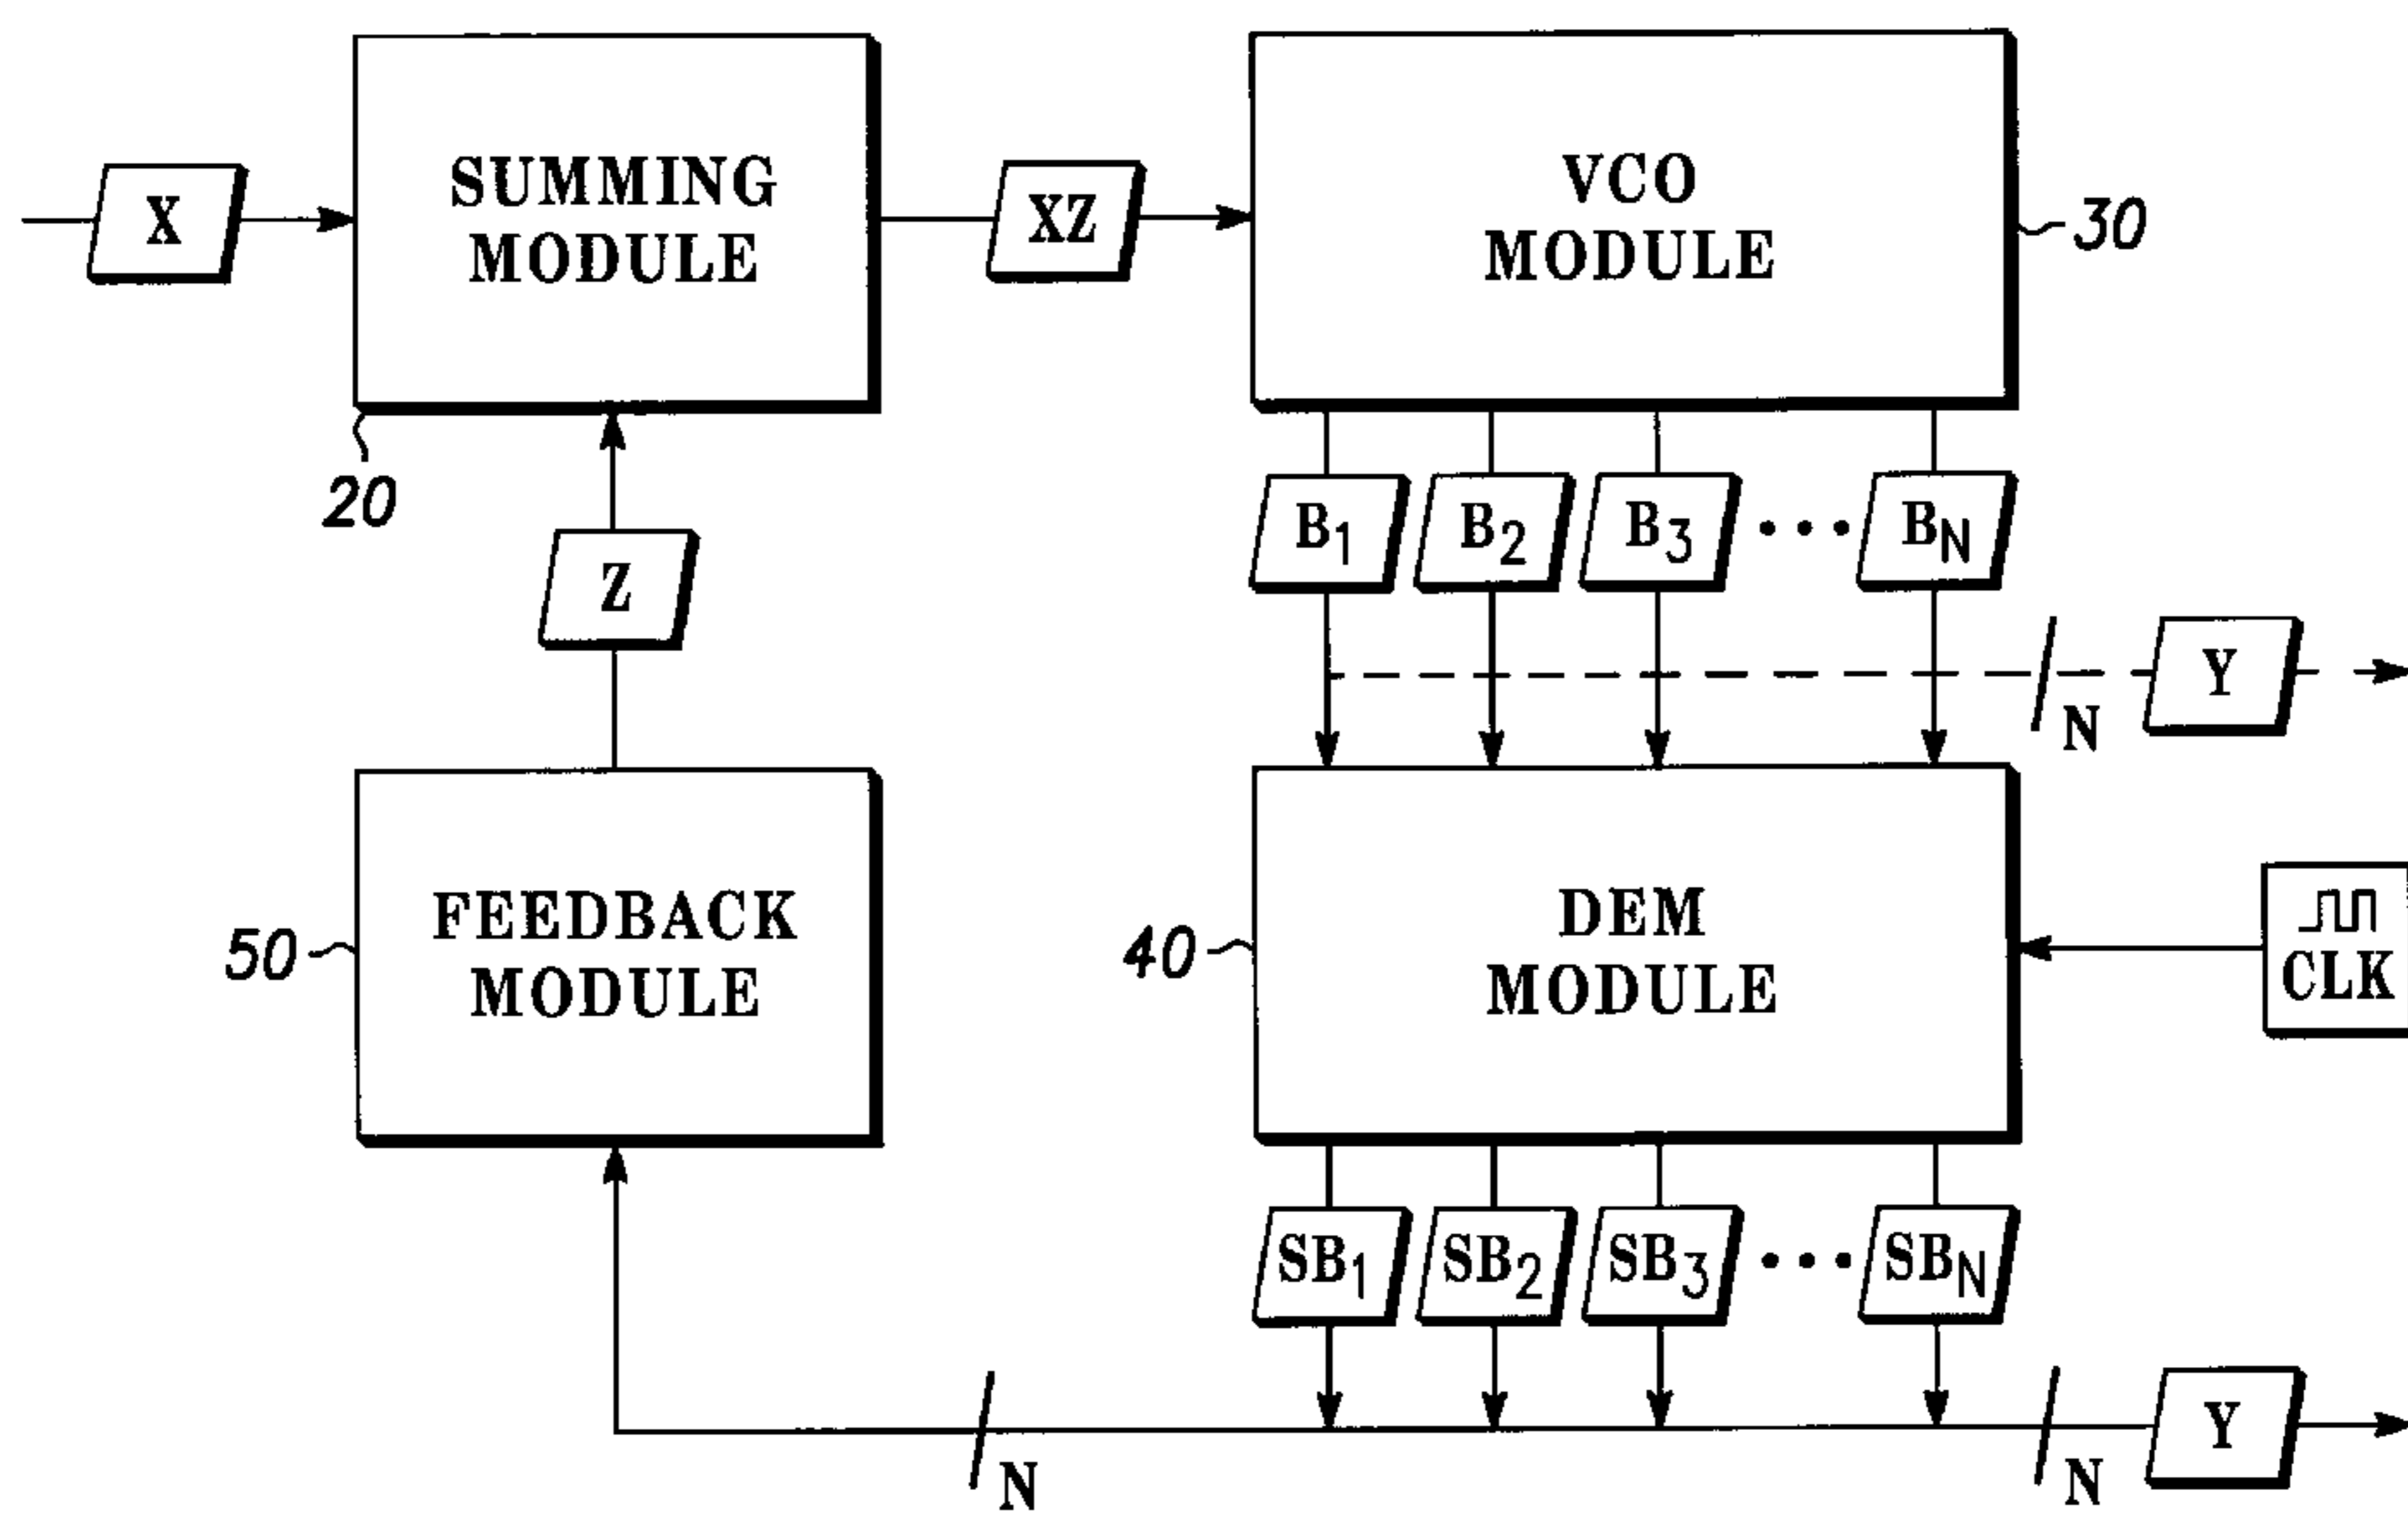 X
SUMMING
MODULE
XZ
VCO
MODULE
30
20
B1
B2
B3
BN
Z
N
Y
FEEDBACK
MODULE
50
40
DEM
MODULE
CLK
SB1
SB2
SB3
SBN
N
N
Y